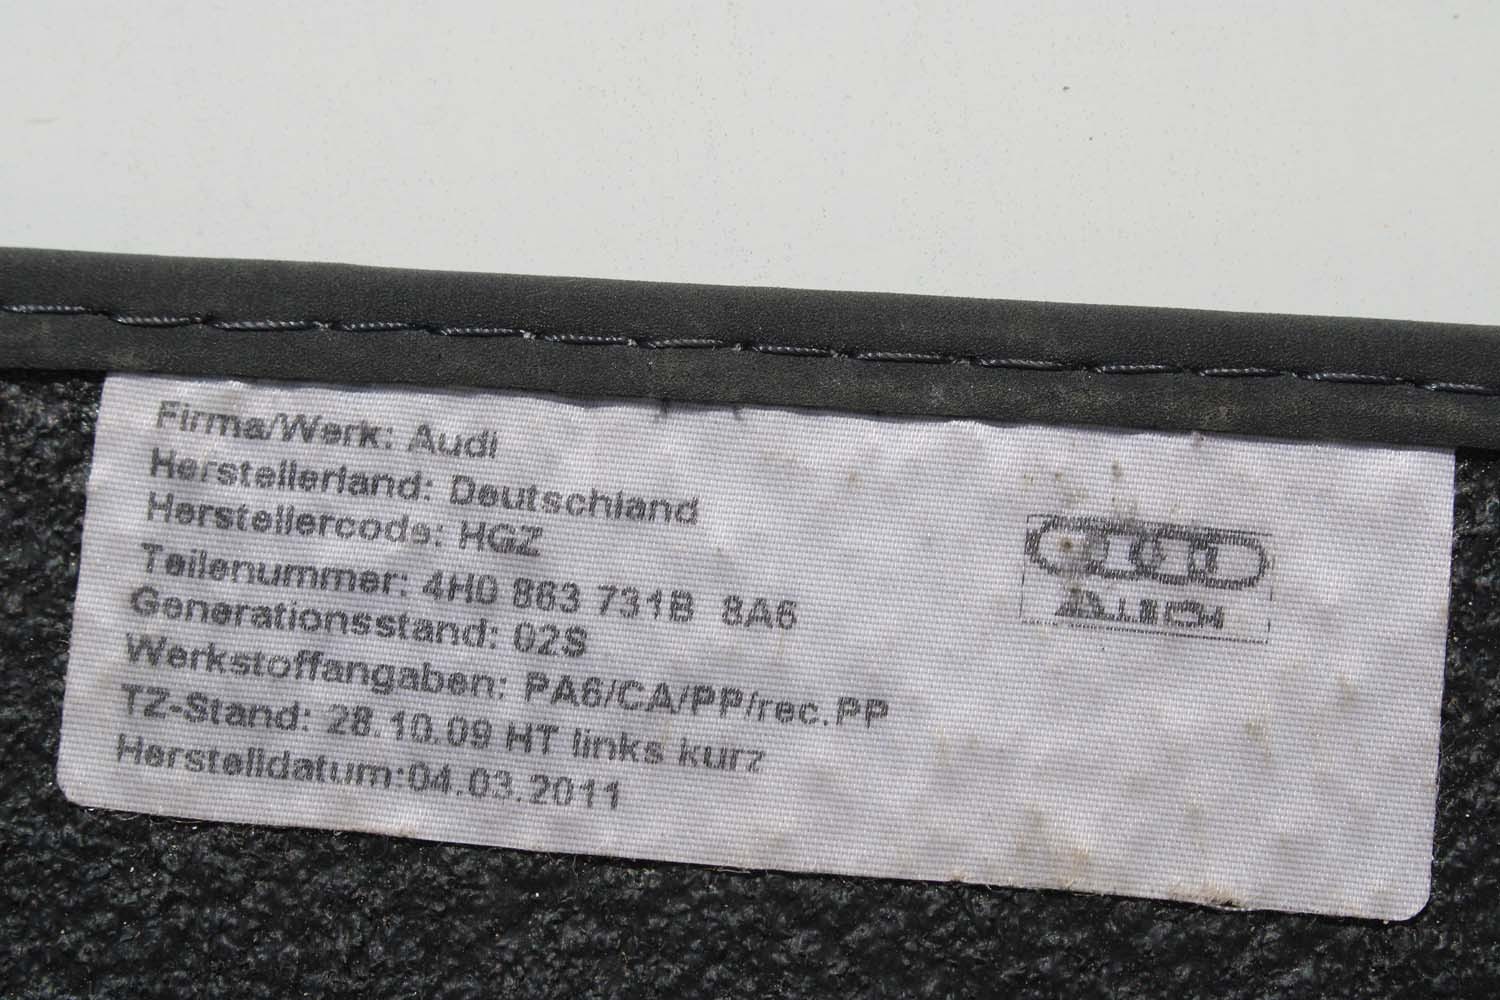 Firma/Werk: Audi
Herstellerland: Deutschland
Herstellercode: HGZ
Teilenummer: 4H0 863 731B 8A6
Generationsstand: 02S
Werkstoffangaben: PA6/CA/PP/rec.PP
TZ-Stand: 28.10.09 HT links kurz
Herstelldatum:04.03.2011
Audi